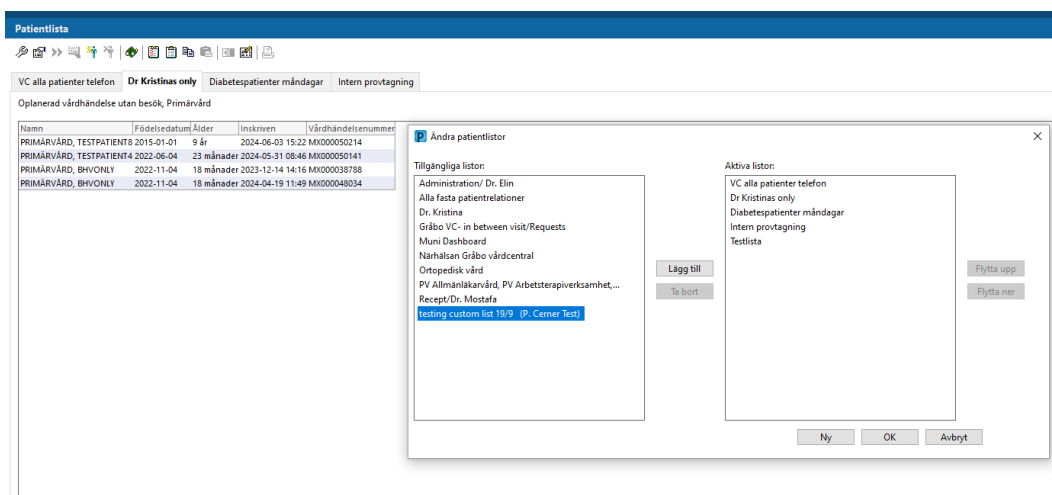 Patientlista
VC alla patienter telefon Dr Kristinas only Diabetespatienter måndagar Intern provtagning
Oplanerad vårdhändelse utan besök, Primärvård
Namn Födelsedatum Ålder Inskriven Vårdhändelsenummer
PRIMÄRVÅRD, TESTPATIENT8 2015-01-01 9 år 2024-06-03 15:22 MX000050214
PRIMÄRVÅRD, TESTPATIENT4 2022-06-04 23 månader 2024-05-31 08:46 MX000050141
PRIMÄRVÅRD, BHVONLY 2022-11-04 18 månader 2023-12-14 14:16 MX000038788
PRIMÄRVÅRD, BHVONLY 2022-11-04 18 månader 2024-04-19 11:49 MX000048034
P Ändra patientlistor
Tillgängliga listor:
Administration/ Dr. Elin
Alla fasta patientrelationer
Dr. Kristina
Gråbo VC- in between visit/Requests
Muni Dashboard
Närhälsan Gråbo vårdcentral
Ortopedisk vård
PV Allmänläkarvård, PV Arbetsterapiverksamhet,...
Recept/Dr. Mostafa
testing custom list 19/9 (P. Cerner Test)
Lägg till
Ta bort
Aktiva listor:
VC alla patienter telefon
Dr Kristinas only
Diabetespatienter måndagar
Intern provtagning
Testlista
Flytta upp
Flytta ner
Ny OK Avbryt